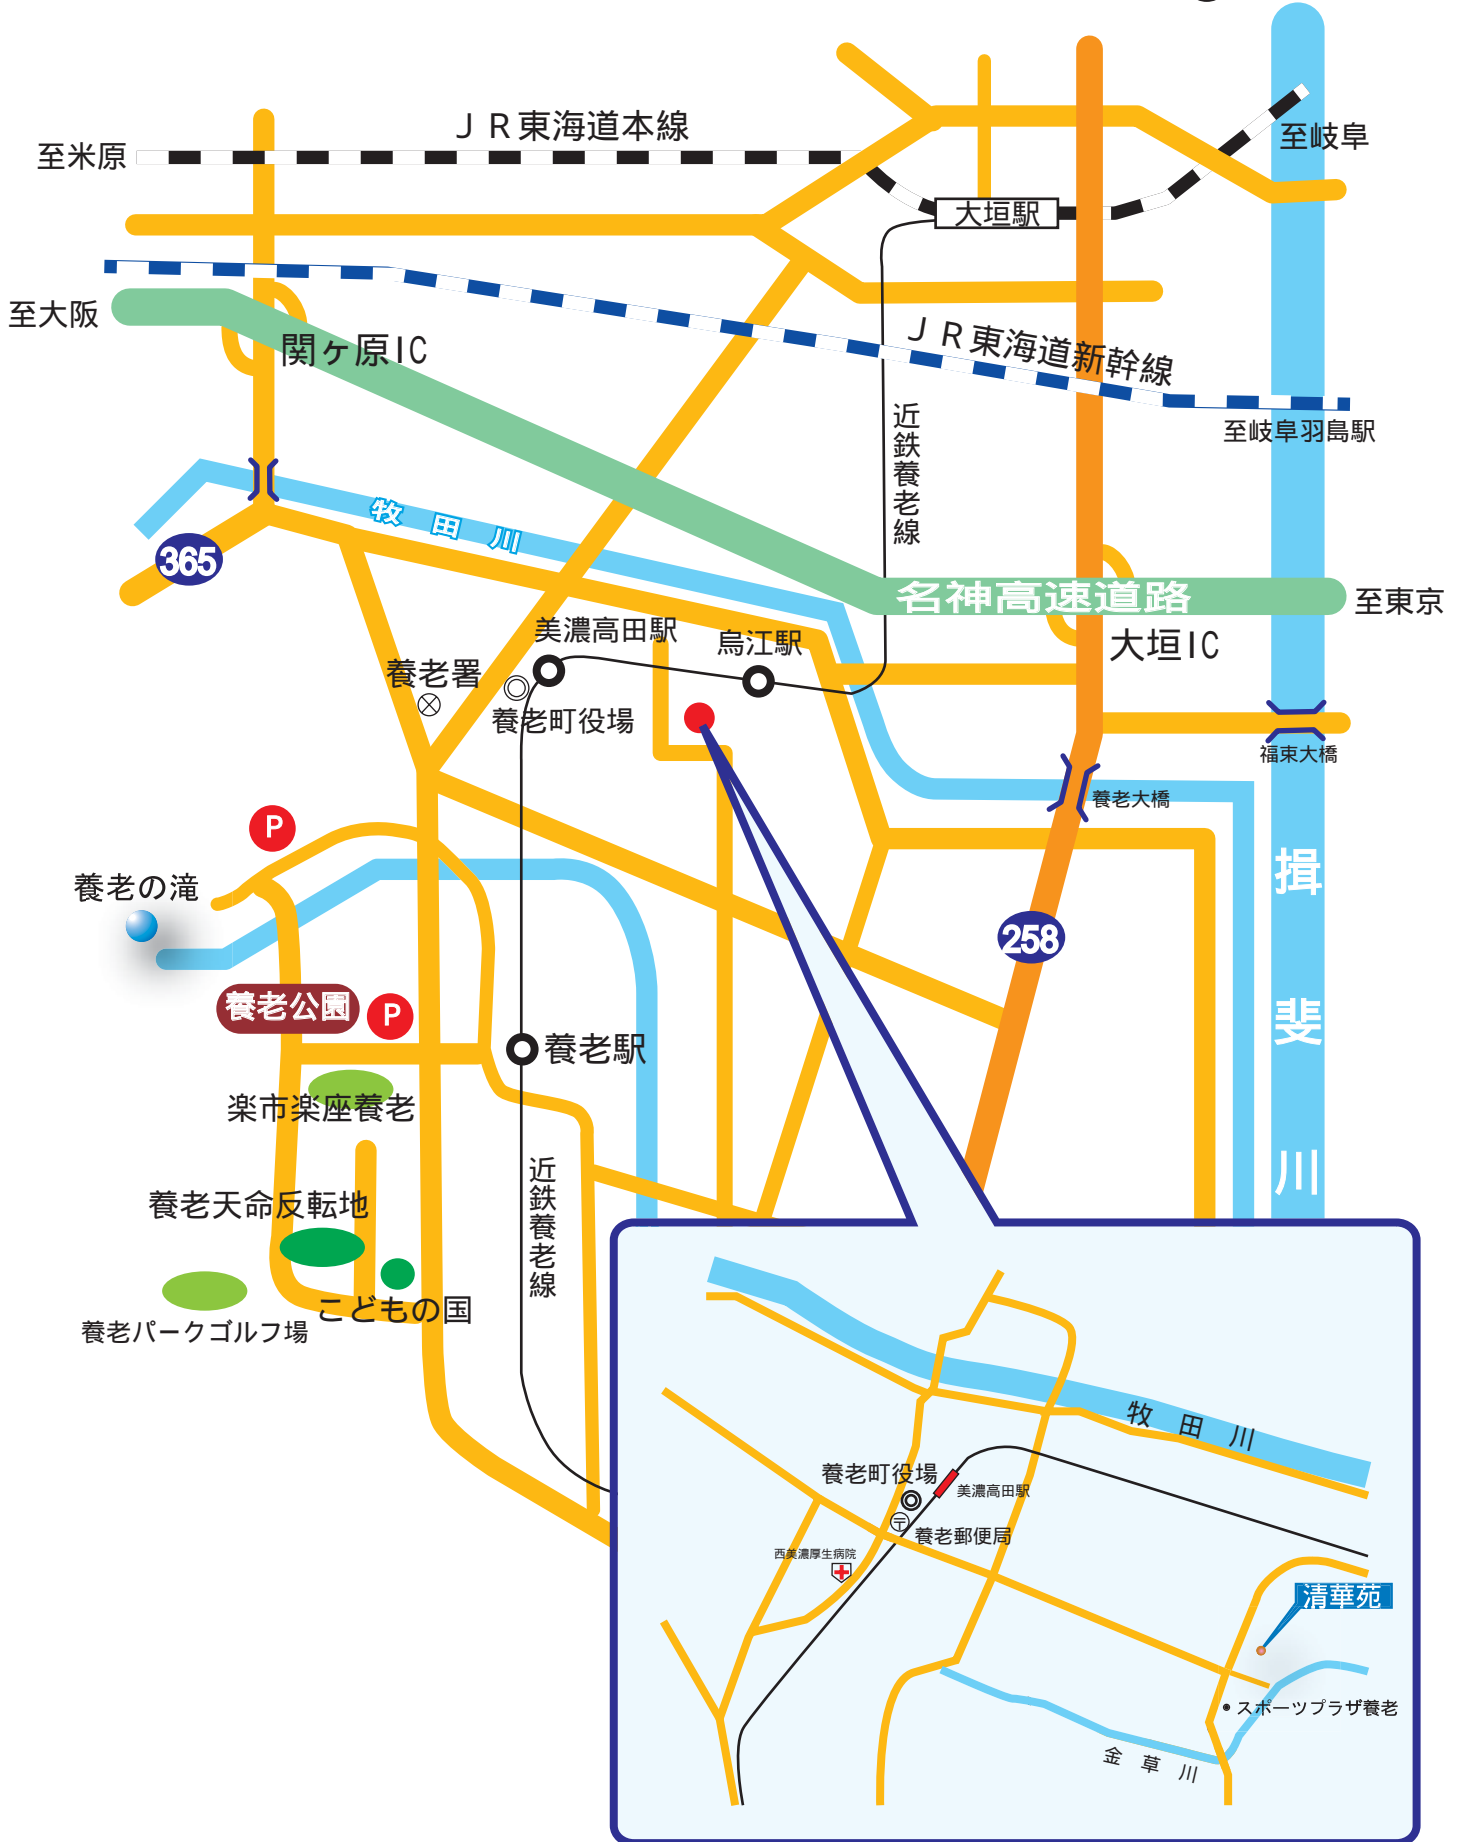 ＪＲ東海道本線
至米原
至岐阜
大垣駅
至大阪
関ヶ原IC
ＪＲ東海道新幹線
至岐阜羽島駅
近鉄養老線
牧田川
365
名神高速道路
至東京
美濃高田駅
烏江駅
大垣IC
養老署
養老町役場
福束大橋
養老大橋
P
養老の滝
揖斐川
258
養老公園
P
養老駅
楽市楽座養老
近鉄養老線
養老天命反転地
こどもの国
養老パークゴルフ場
牧田川
養老町役場
美濃高田駅
〒
養老郵便局
西美濃厚生病院
清華苑
スポーツプラザ養老
金草川